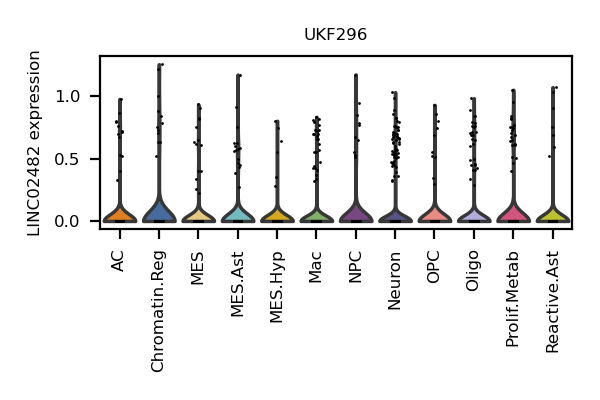 UKF296
LINC02482 expression
1.0
0.5
0.0
AC
Chromatin.Reg
MES
MES.Ast
MES.Hyp
Mac
NPC
Neuron
OPC
Oligo
Prolif.Metab
Reactive.Ast